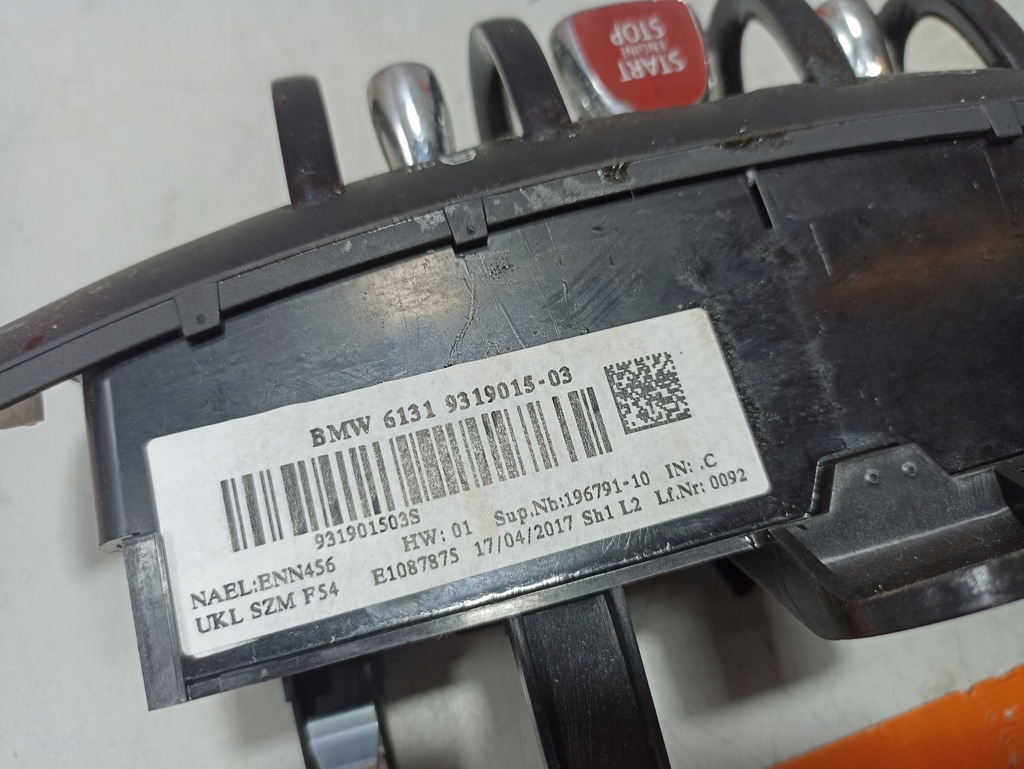 START
ENGINE
STOP
BMW 6131 9319015-03
931901503S
HW: 01 Sup.Nb:196791-10 IN: .C
NAEL:ENN456 E1087875 17/04/2017 Sh1 L2 Lf.Nr: 0092
UKL SZM F54